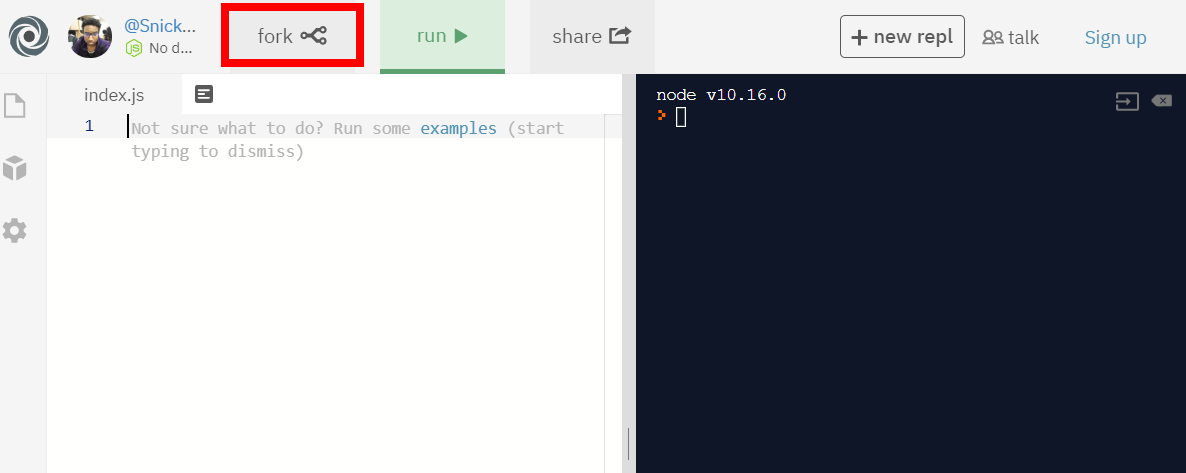 @Snick...
JS No d...
fork
run
share
+ new repl
talk
Sign up
index.js
1 Not sure what to do? Run some examples (start
typing to dismiss)
node v10.16.0
>